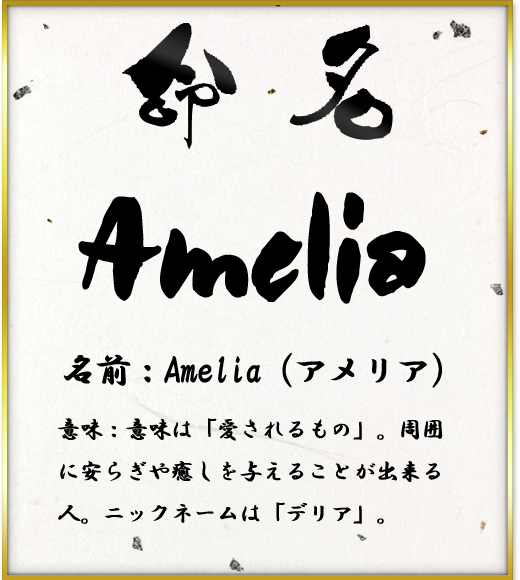 命名
Amelia
名前：Amelia（アメリア）
意味：意味は「愛されるもの」。周囲
に安らぎや癒しを与えることが出来る
人。ニックネームは「デリア」。